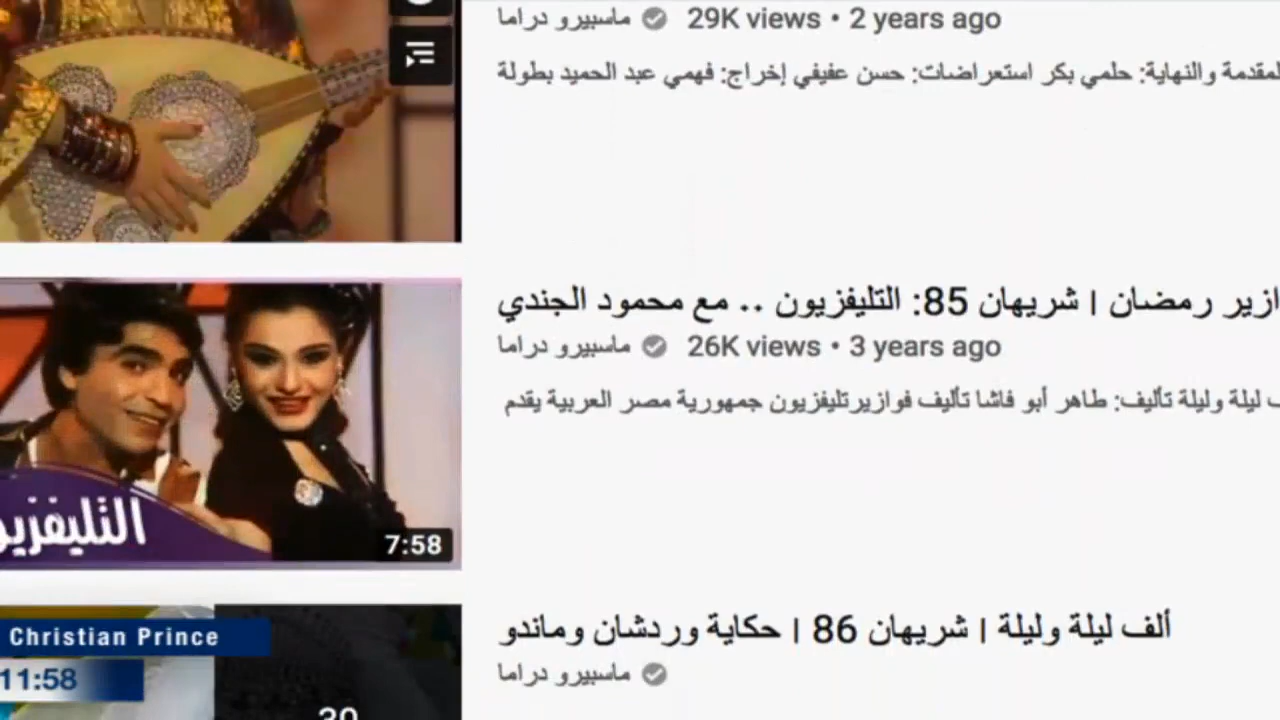 ماسبيرو دراما 29K views • 2 years ago
المقدمة والنهاية: حلمي بكر استعراضات: حسن عفيفي إخراج: فهمي عبد الحميد بطولة
رمضان | شريهان 85: التليفزيون .. مع محمود الجندي
ماسبيرو دراما 26K views • 3 years ago
ليلة وليلة تأليف: طاهر أبو فاشا تأليف فوازيرتليفزيون جمهورية مصر العربية يقدم
7:58
ألف ليلة وليلة | شريهان 86 | حكاية وردشان وماندو
ماسبيرو دراما
Christian Prince
11:58